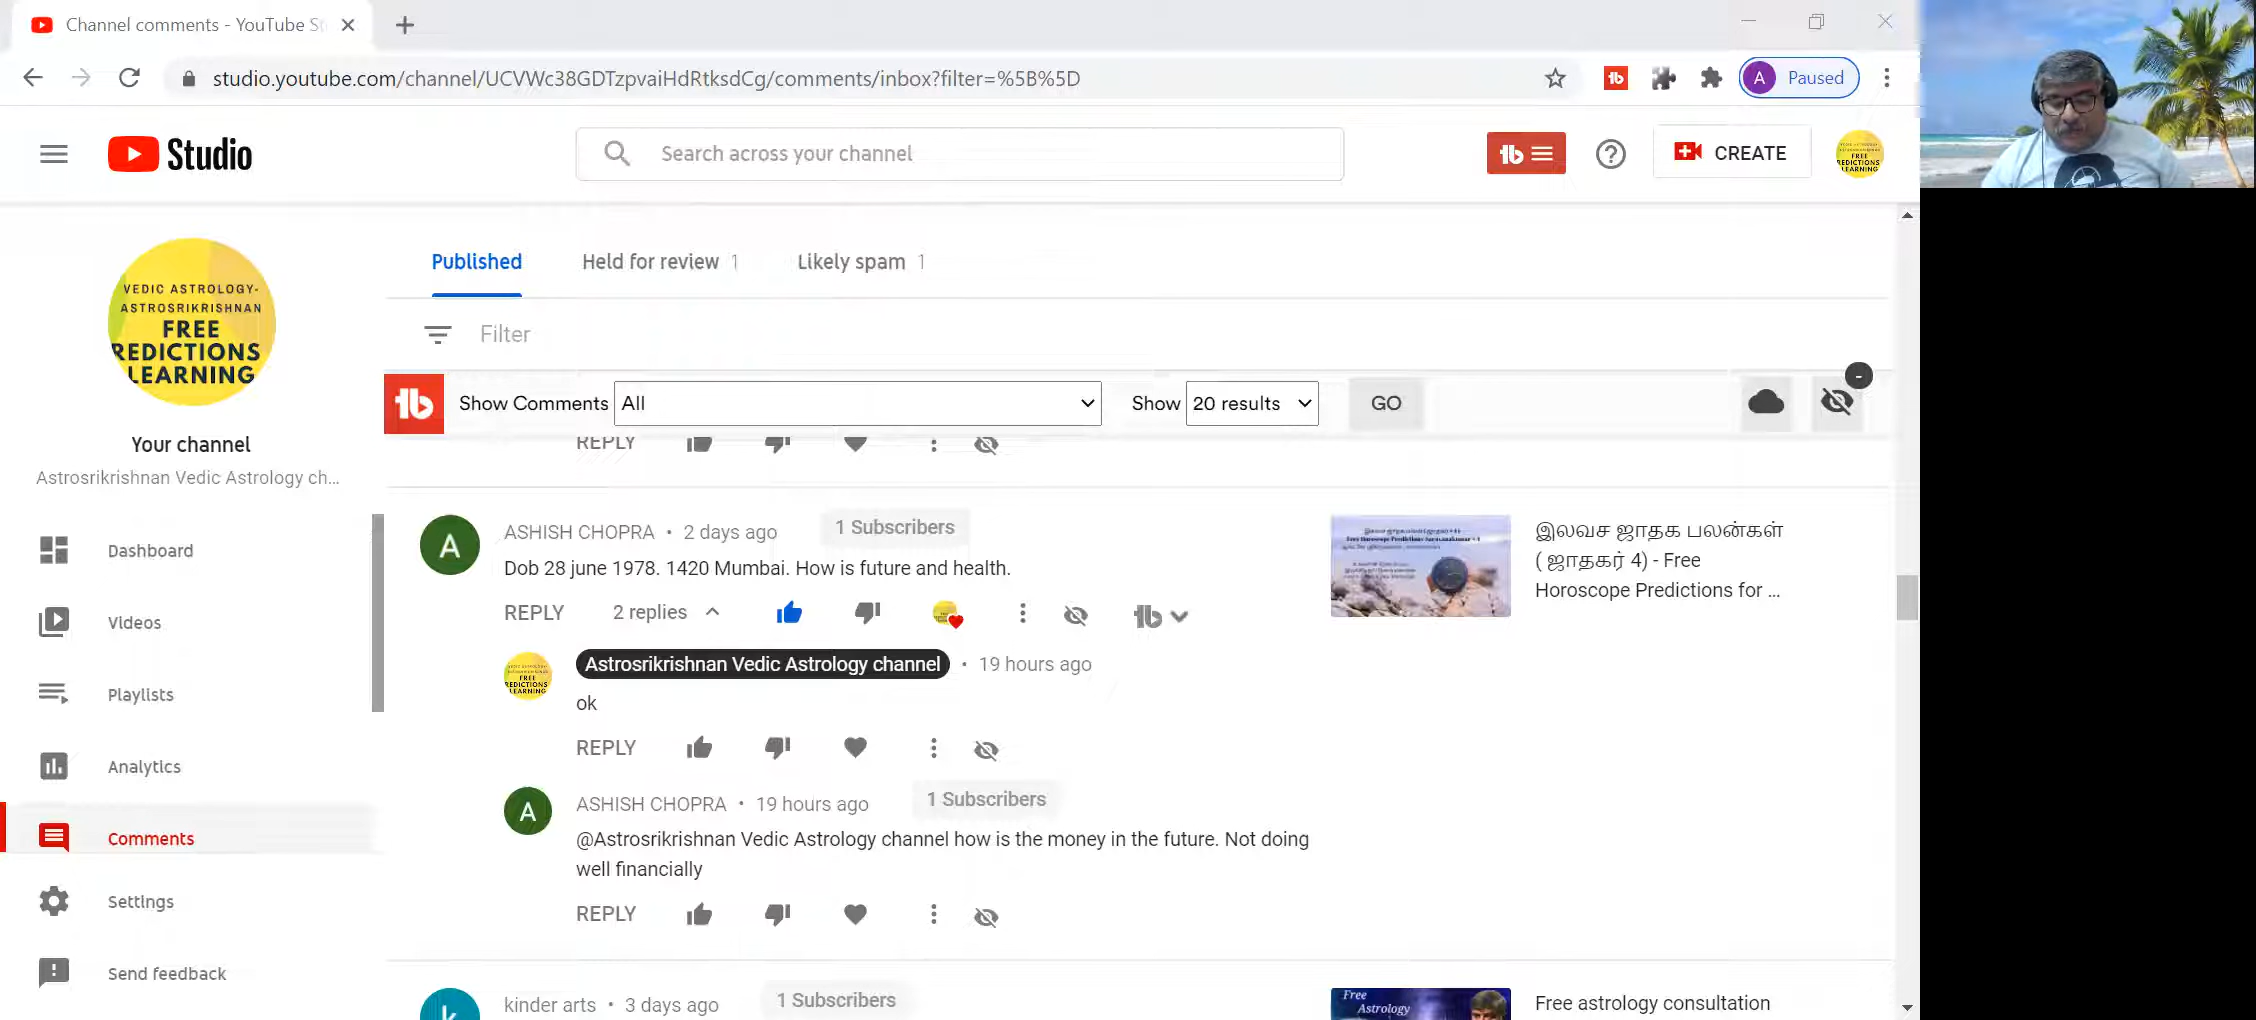 Channel comments - YouTube St
studio.youtube.com/channel/UCVWc38GDTzpvaiHdRtksdCg/comments/inbox?filter=%5B%5D
A Paused
Studio
Search across your channel
CREATE
VEDIC ASTROLOGY-
ASTROSRIKRISHNAN
FREE
REDICTIONS
LEARNING
Your channel
Astrosrikrishnan Vedic Astrology ch...
Dashboard
Videos
Playlists
Analytics
Comments
Settings
Send feedback
Published
Held for review 1
Likely spam 1
Filter
Show Comments All
Show 20 results
GO
REPLY
ASHISH CHOPRA • 2 days ago 1 Subscribers
Dob 28 june 1978. 1420 Mumbai. How is future and health.
REPLY 2 replies
Astrosrikrishnan Vedic Astrology channel • 19 hours ago
ok
REPLY
ASHISH CHOPRA • 19 hours ago 1 Subscribers
@Astrosrikrishnan Vedic Astrology channel how is the money in the future. Not doing
well financially
REPLY
kinder arts • 3 days ago 1 Subscribers
இலவச ஜாதக பலன்கள்
( ஜாதகர் 4) - Free
Horoscope Predictions for ...
Free
Astrology
Free astrology consultation